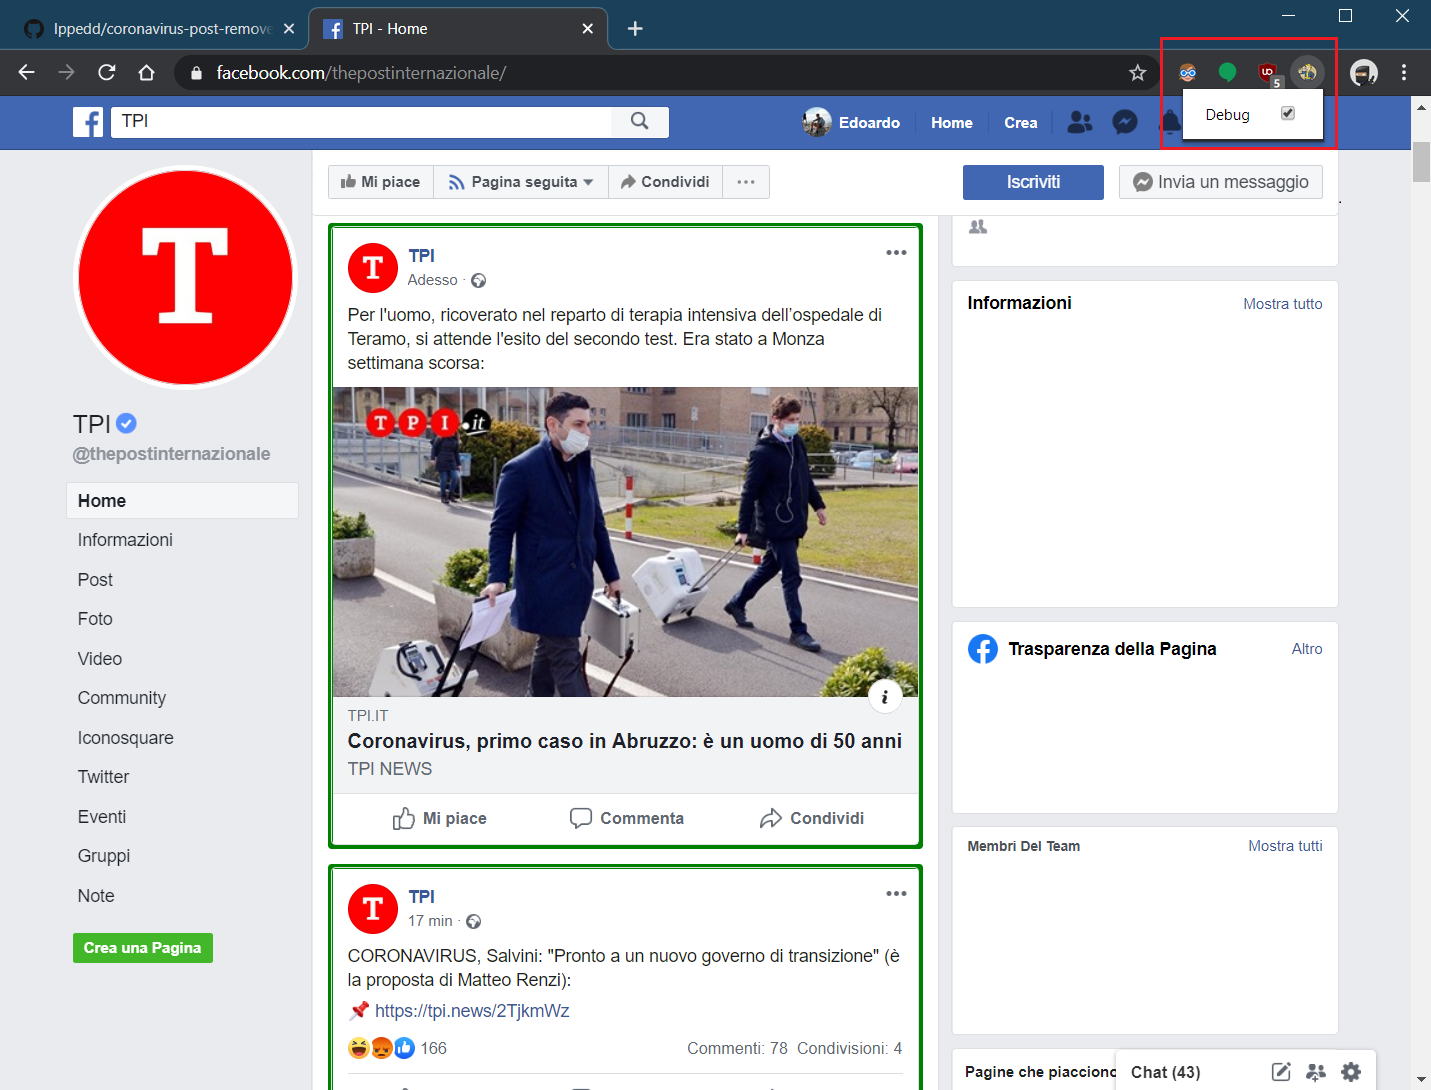 lppedd/coronavirus-post-remove
TPI - Home
facebook.com/thepostinternazionale/
5
Debug
TPI
Edoardo
Home
Crea
Mi piace
Pagina seguita
Condividi
Iscriviti
Invia un messaggio
T
TPI
@thepostinternazionale
Home
Informazioni
Post
Foto
Video
Community
Iconosquare
Twitter
Eventi
Gruppi
Note
Crea una Pagina
T
TPI
Adesso ·
Per l'uomo, ricoverato nel reparto di terapia intensiva dell'ospedale di
Teramo, si attende l'esito del secondo test. Era stato a Monza
settimana scorsa:
TPI.it
TPI.IT
Coronavirus, primo caso in Abruzzo: è un uomo di 50 anni
TPI NEWS
Mi piace
Commenta
Condividi
T
TPI
17 min ·
CORONAVIRUS, Salvini: "Pronto a un nuovo governo di transizione" (è
la proposta di Matteo Renzi):
https://tpi.news/2TjkmWz
166
Commenti: 78 Condivisioni: 4
Informazioni
Mostra tutto
Trasparenza della Pagina
Altro
Membri Del Team
Mostra tutti
Pagine che piacciono
Chat (43)